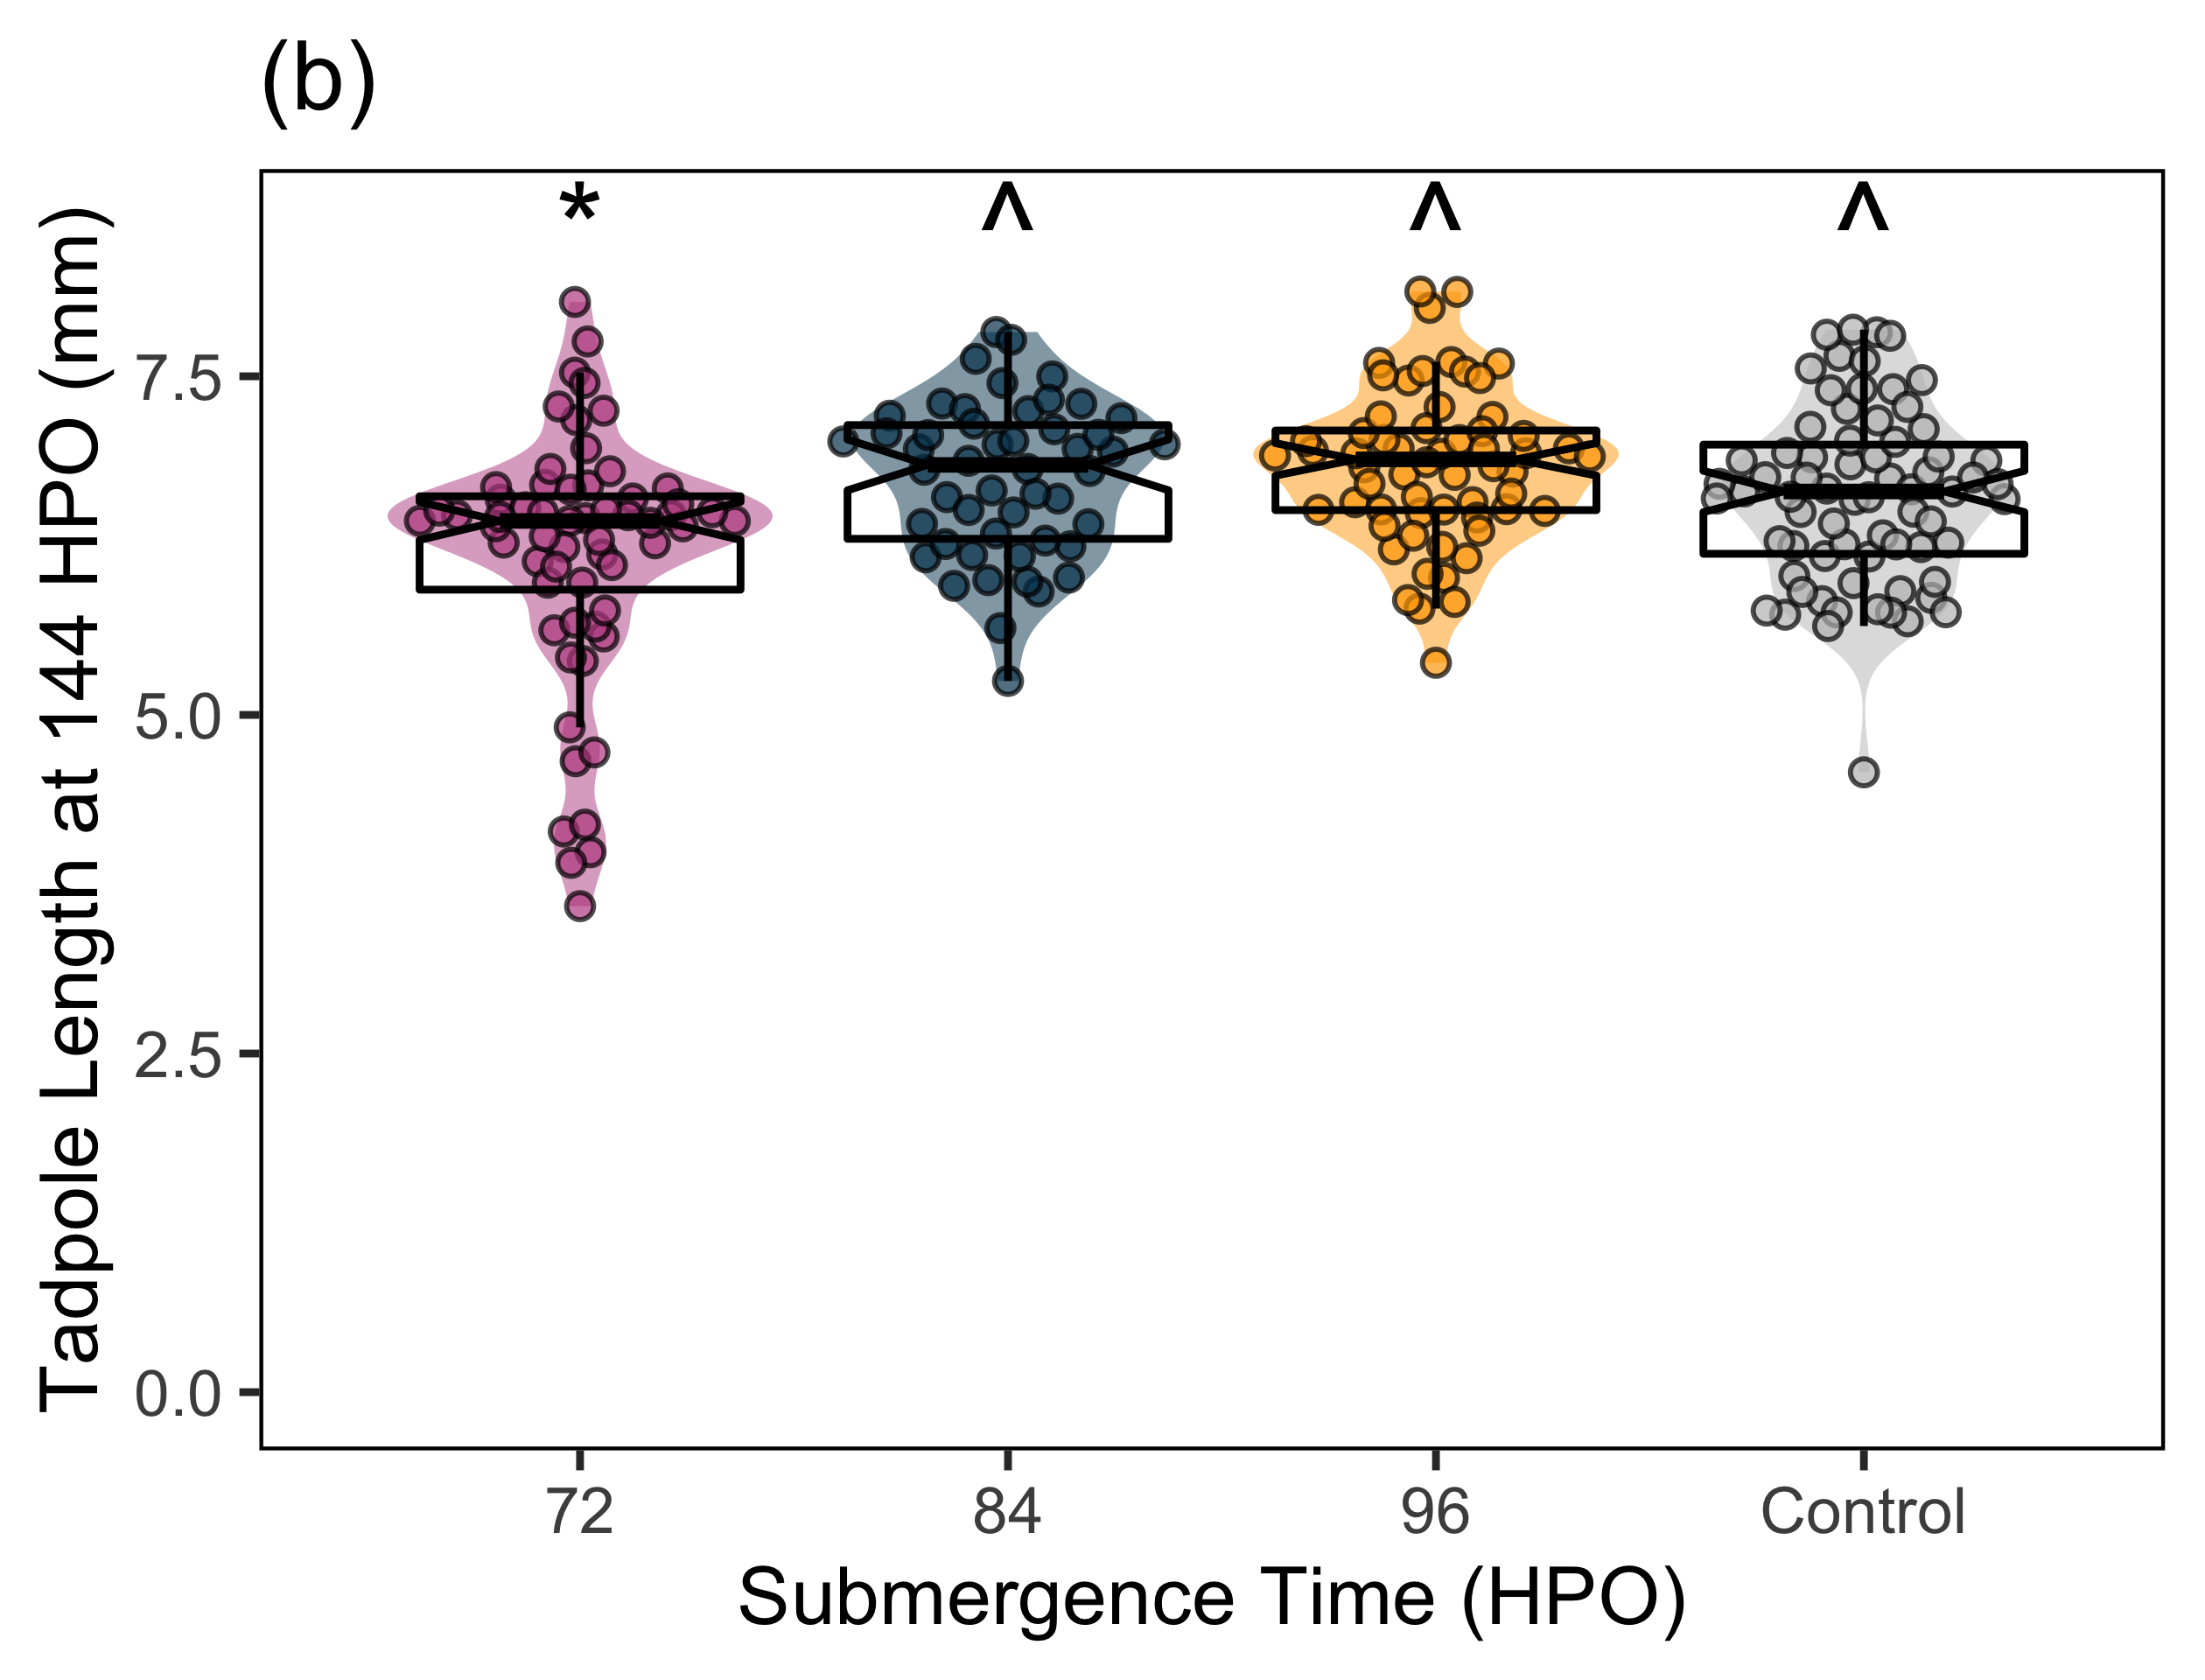 (b)
* ^ ^ ^
Tadpole Length at 144 HPO (mm)
7.5
5.0
2.5
0.0
72 84 96 Control
Submergence Time (HPO)